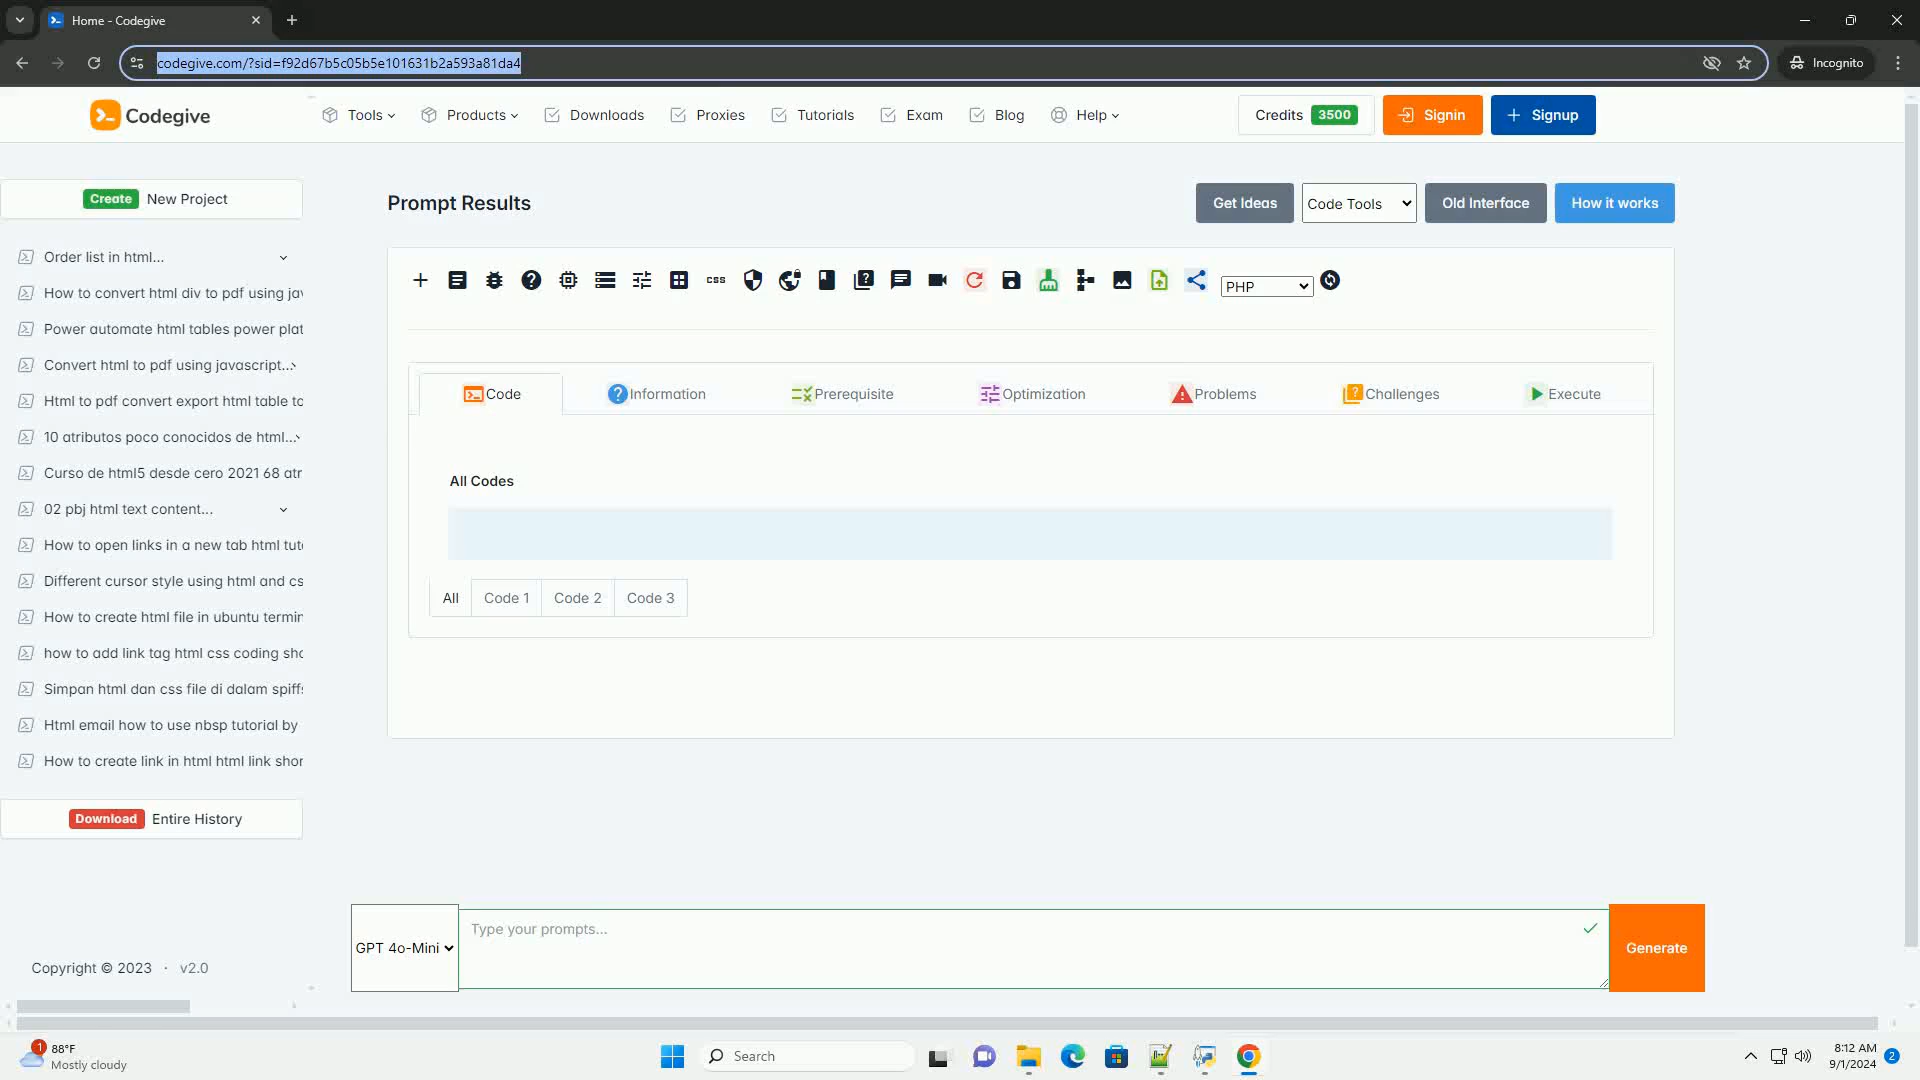 Home - Codegive
codegive.com/?sid=f92d67b5c05b5e101631b2a593a81da4
Incognito
Codegive
Tools
Products
Downloads
Proxies
Tutorials
Exam
Blog
Help
Credits 3500
Signin
Signup
Create New Project
Order list in html...
How to convert html div to pdf using jav
Power automate html tables power plat
Convert html to pdf using javascript...
Html to pdf convert export html table to
10 atributos poco conocidos de html...
Curso de html5 desde cero 2021 68 atr
02 pbj html text content...
How to open links in a new tab html tuto
Different cursor style using html and cs
How to create html file in ubuntu termin
how to add link tag html css coding sho
Simpan html dan css file di dalam spiffs
Html email how to use nbsp tutorial by
How to create link in html html link shor
Download Entire History
Copyright © 2023 · v2.0
Prompt Results
Get Ideas
Code Tools
Old Interface
How it works
css
PHP
Code
Information
Prerequisite
Optimization
Problems
Challenges
Execute
All Codes
All
Code 1
Code 2
Code 3
GPT 4o-Mini
Type your prompts...
Generate
1
88°F
Mostly cloudy
Search
8:12 AM
9/1/2024
2